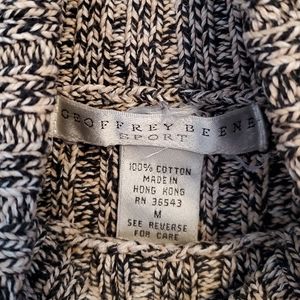 GEOFFREY BEENE
SPORT
100% COTTON
MADE IN
HONG KONG
RN 36543
M
SEE REVERSE
FOR CARE